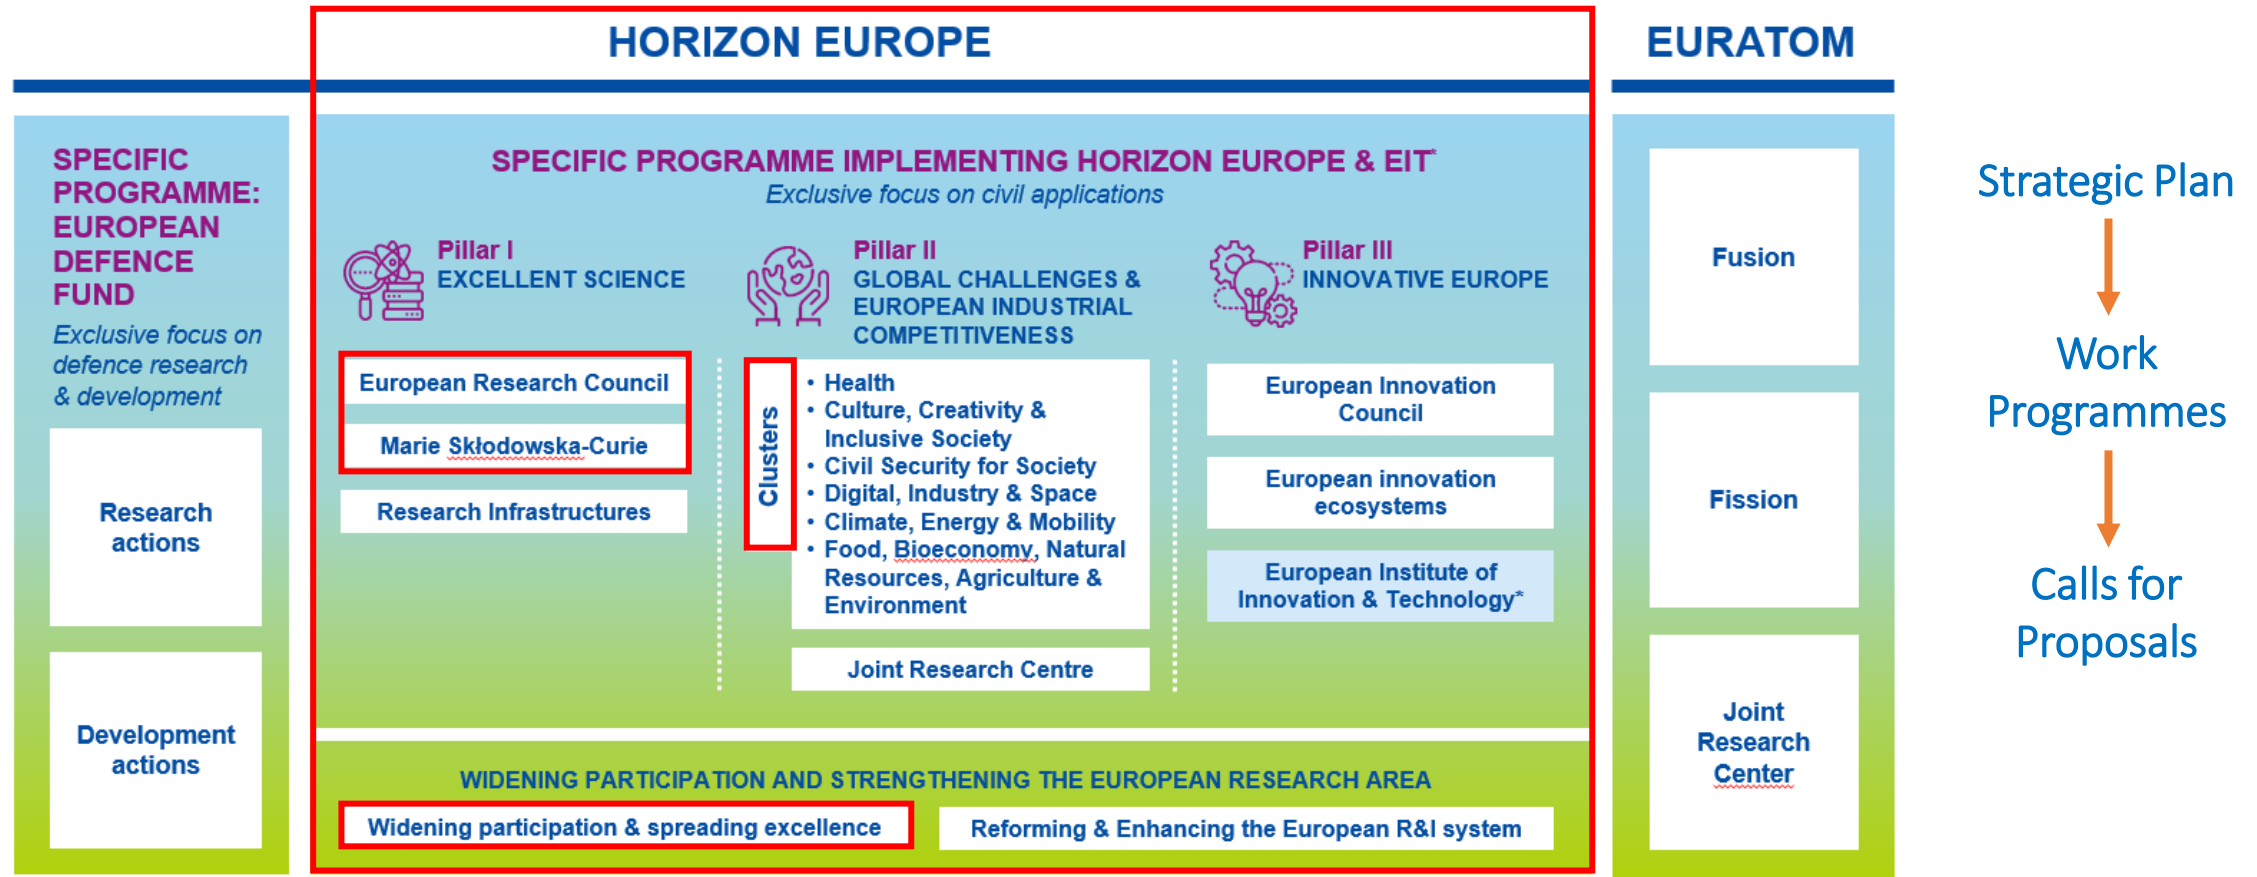 HORIZON EUROPE
EURATOM
SPECIFIC
PROGRAMME:
EUROPEAN
DEFENCE
FUND
Exclusive focus on
defence research
& development
Research
actions
Development
actions
SPECIFIC PROGRAMME IMPLEMENTING HORIZON EUROPE & EIT*
Exclusive focus on civil applications
Pillar I
EXCELLENT SCIENCE
European Research Council
Marie Skłodowska-Curie
Research Infrastructures
Pillar II
GLOBAL CHALLENGES &
EUROPEAN INDUSTRIAL
COMPETITIVENESS
Clusters
• Health
• Culture, Creativity &
Inclusive Society
• Civil Security for Society
• Digital, Industry & Space
• Climate, Energy & Mobility
• Food, Bioeconomy, Natural
Resources, Agriculture &
Environment
Joint Research Centre
Pillar III
INNOVATIVE EUROPE
European Innovation
Council
European innovation
ecosystems
European Institute of
Innovation & Technology*
WIDENING PARTICIPATION AND STRENGTHENING THE EUROPEAN RESEARCH AREA
Widening participation & spreading excellence
Reforming & Enhancing the European R&I system
Fusion
Fission
Joint
Research
Center
Strategic Plan
Work
Programmes
Calls for
Proposals